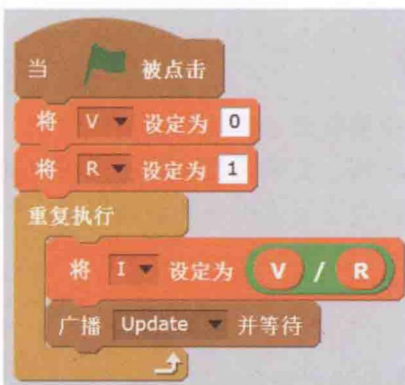 当 被点击
将 V 设定为 0
将 R 设定为 1
重复执行
将 I 设定为 V / R
广播 Update 并等待